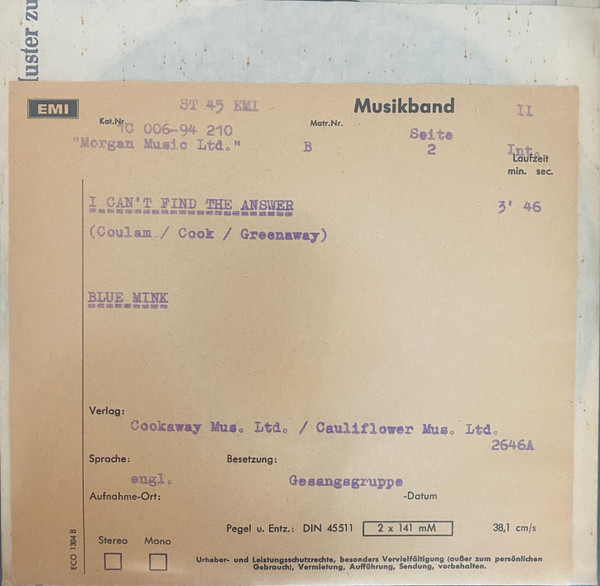 luster zu
EMI
ST 45 EMI
Musikband
II
Kat.Nr.
1C 006-94 210
Matr.Nr.
Seite
"Morgan Music Ltd."
B
2
Int.
Laufzeit
min. sec.
I CAN'T FIND THE ANSWER
3' 46
(Coulam / Cook / Greenaway)
BLUE MINK
Verlag:
Cookaway Mus. Ltd. / Cauliflower Mus. Ltd.
2646A
Sprache:
Besetzung:
engl.
Gesangsgruppe
Aufnahme-Ort:
-Datum
Pegel u. Entz.: DIN 45511 2 x 141 mM 38,1 cm/s
ECO 1304 B
Stereo Mono
Urheber- und Leistungsschutzrechte, besonders Vervielfältigung (außer zum persönlichen
Gebrauch), Vermietung, Aufführung, Sendung, vorbehalten.